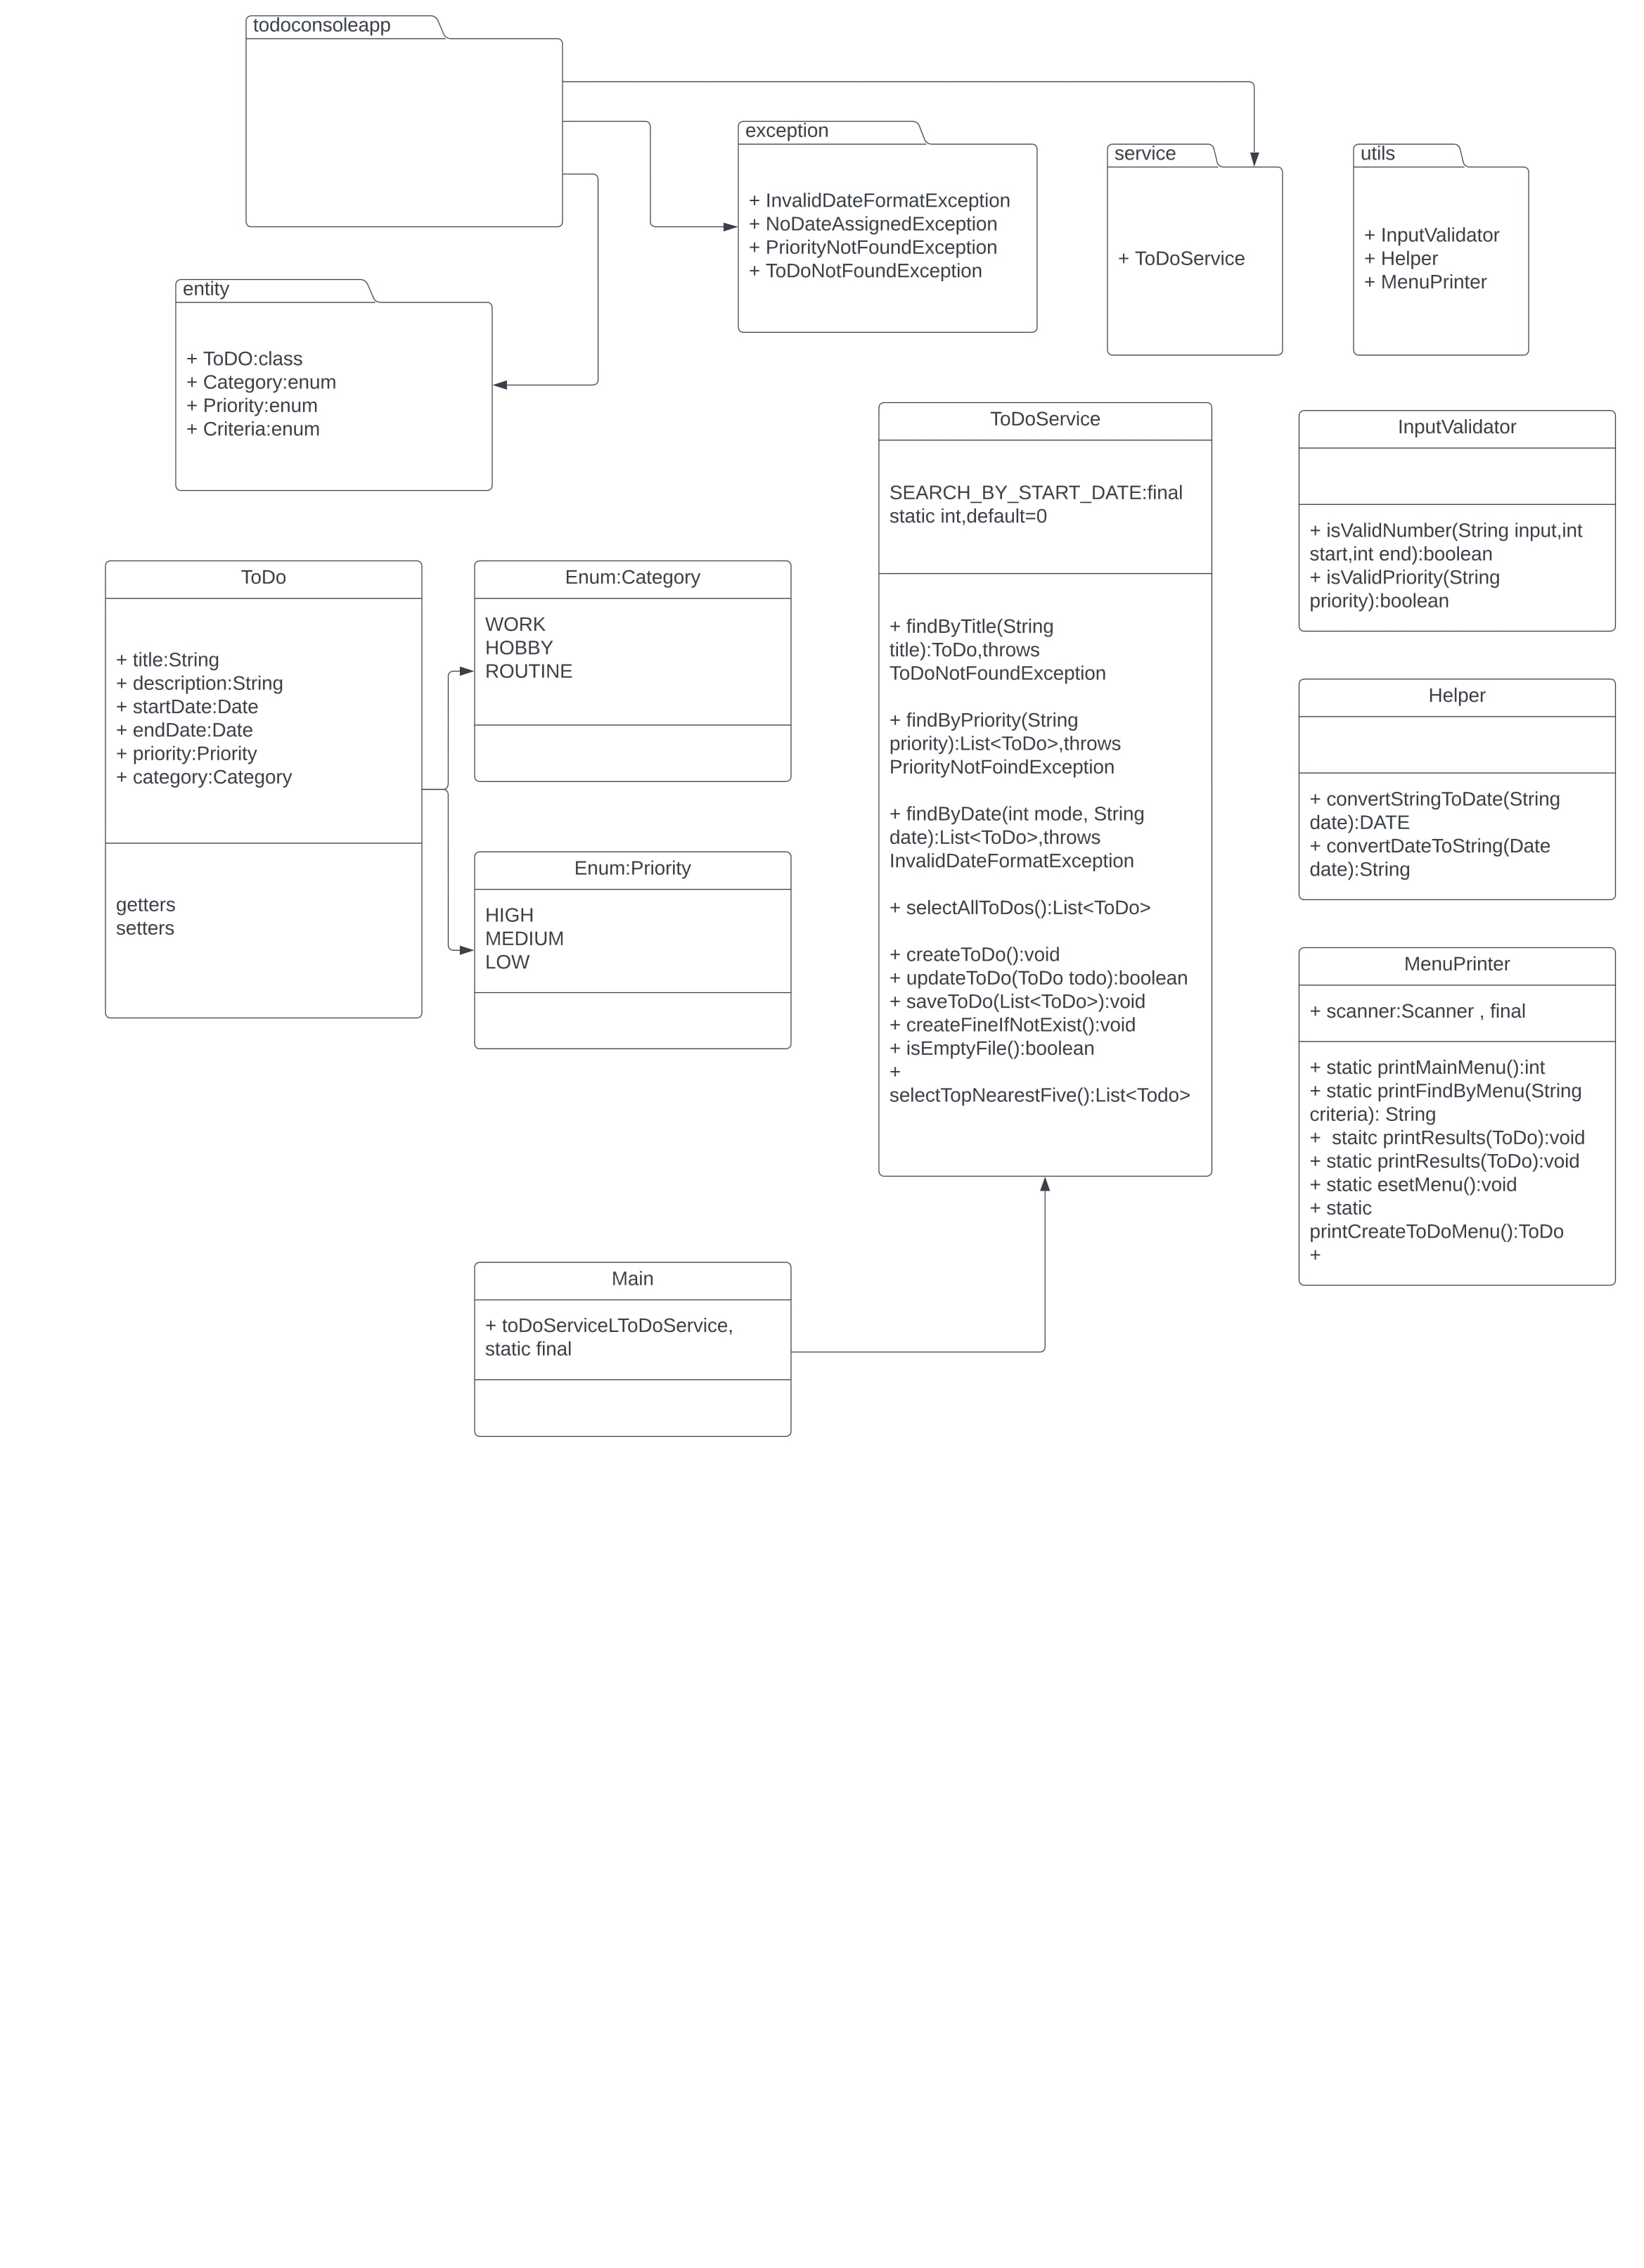 todoconsoleapp
exception
+ InvalidDateFormatException
+ NoDateAssignedException
+ PriorityNotFoundException
+ ToDoNotFoundException
service
+ ToDoService
utils
+ InputValidator
+ Helper
+ MenuPrinter
entity
+ ToDO:class
+ Category:enum
+ Priority:enum
+ Criteria:enum
ToDo
+ title:String
+ description:String
+ startDate:Date
+ endDate:Date
+ priority:Priority
+ category:Category
getters
setters
Enum:Category
WORK
HOBBY
ROUTINE
Enum:Priority
HIGH
MEDIUM
LOW
ToDoService
SEARCH_BY_START_DATE:final
static int,default=0
+ findByTitle(String
title):ToDo,throws
ToDoNotFoundException
+ findByPriority(String
priority):List<ToDo>,throws
PriorityNotFoindException
+ findByDate(int mode, String
date):List<ToDo>,throws
InvalidDateFormatException
+ selectAllToDos():List<ToDo>
+ createToDo():void
+ updateToDo(ToDo todo):boolean
+ saveToDo(List<ToDo>):void
+ createFineIfNotExist():void
+ isEmptyFile():boolean
+
selectTopNearestFive():List<Todo>
InputValidator
+ isValidNumber(String input,int
start,int end):boolean
+ isValidPriority(String
priority):boolean
Helper
+ convertStringToDate(String
date):DATE
+ convertDateToString(Date
date):String
MenuPrinter
+ scanner:Scanner , final
+ static printMainMenu():int
+ static printFindByMenu(String
criteria): String
+  staitc printResults(ToDo):void
+ static printResults(ToDo):void
+ static esetMenu():void
+ static
printCreateToDoMenu():ToDo
+
Main
+ toDoServiceLToDoService,
static final